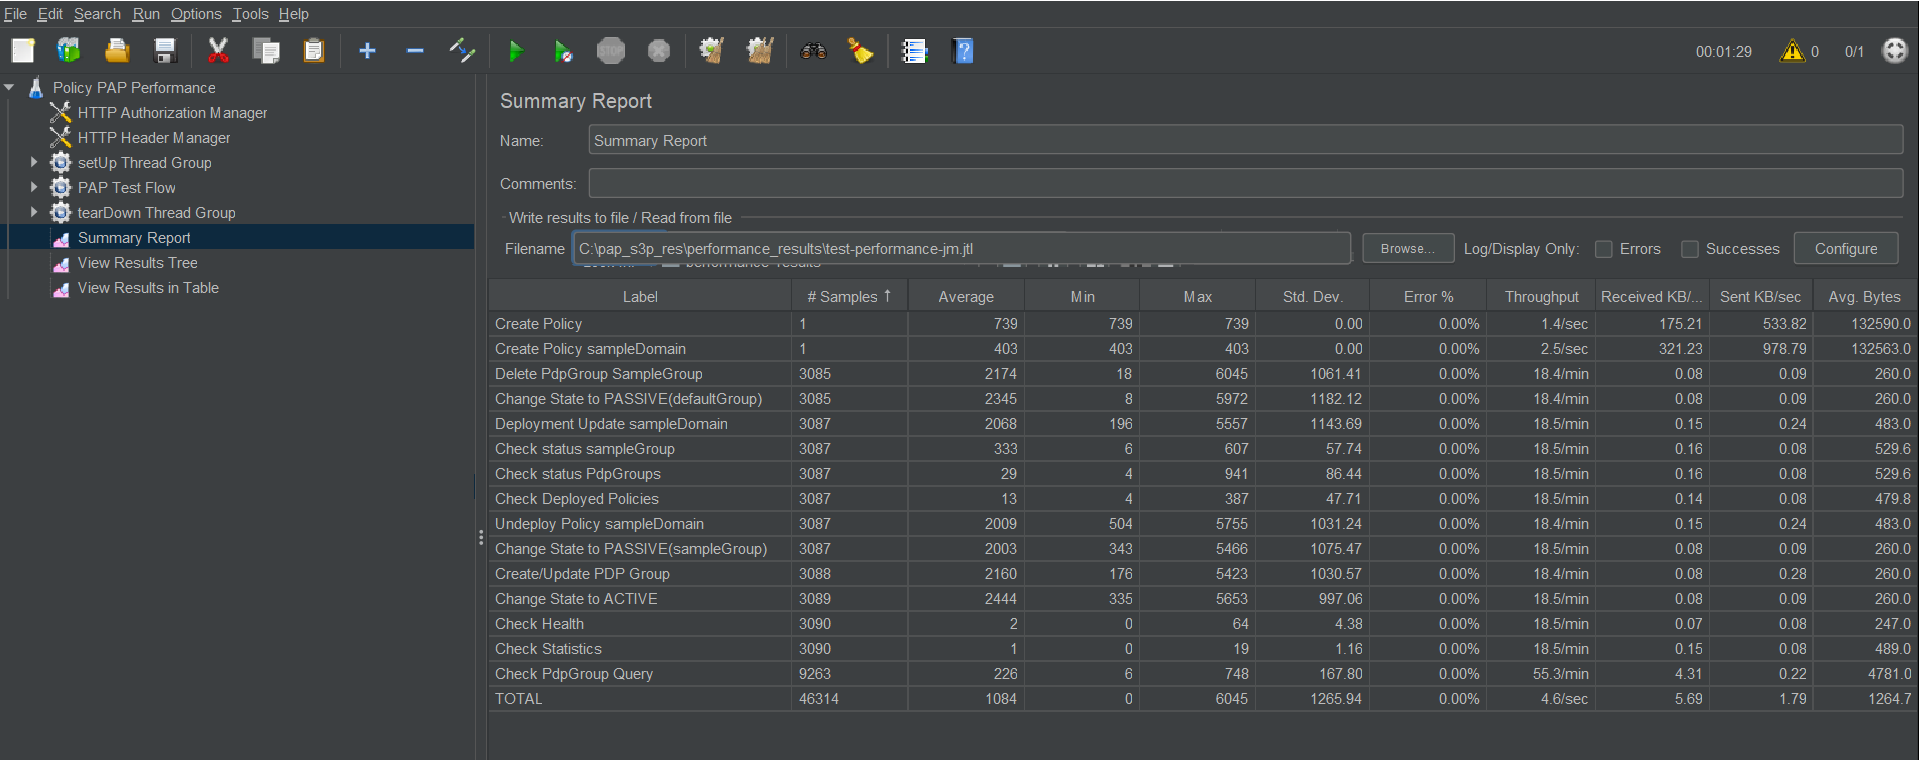 File Edit Search Run Options Tools Help
00:01:29 0 0/1
Policy PAP Performance
HTTP Authorization Manager
HTTP Header Manager
setUp Thread Group
PAP Test Flow
tearDown Thread Group
Summary Report
View Results Tree
View Results in Table
Summary Report
Name: Summary Report
Comments:
Write results to file / Read from file
Filename C:\pap_s3p_res\performance_results\test-performance-jm.jtl Browse... Log/Display Only: Errors Successes Configure
Label # Samples ↑ Average Min Max Std. Dev. Error % Throughput Received KB/... Sent KB/sec Avg. Bytes
Create Policy 1 739 739 739 0.00 0.00% 1.4/sec 175.21 533.82 132590.0
Create Policy sampleDomain 1 403 403 403 0.00 0.00% 2.5/sec 321.23 978.79 132563.0
Delete PdpGroup SampleGroup 3085 2174 18 6045 1061.41 0.00% 18.4/min 0.08 0.09 260.0
Change State to PASSIVE(defaultGroup) 3085 2345 8 5972 1182.12 0.00% 18.4/min 0.08 0.09 260.0
Deployment Update sampleDomain 3087 2068 196 5557 1143.69 0.00% 18.5/min 0.15 0.24 483.0
Check status sampleGroup 3087 333 6 607 57.74 0.00% 18.5/min 0.16 0.08 529.6
Check status PdpGroups 3087 29 4 941 86.44 0.00% 18.5/min 0.16 0.08 529.6
Check Deployed Policies 3087 13 4 387 47.71 0.00% 18.5/min 0.14 0.08 479.8
Undeploy Policy sampleDomain 3087 2009 504 5755 1031.24 0.00% 18.4/min 0.15 0.24 483.0
Change State to PASSIVE(sampleGroup) 3087 2003 343 5466 1075.47 0.00% 18.5/min 0.08 0.09 260.0
Create/Update PDP Group 3088 2160 176 5423 1030.57 0.00% 18.4/min 0.08 0.28 260.0
Change State to ACTIVE 3089 2444 335 5653 997.06 0.00% 18.5/min 0.08 0.09 260.0
Check Health 3090 2 0 64 4.38 0.00% 18.5/min 0.07 0.08 247.0
Check Statistics 3090 1 0 19 1.16 0.00% 18.5/min 0.15 0.08 489.0
Check PdpGroup Query 9263 226 6 748 167.80 0.00% 55.3/min 4.31 0.22 4781.0
TOTAL 46314 1084 0 6045 1265.94 0.00% 4.6/sec 5.69 1.79 1264.7